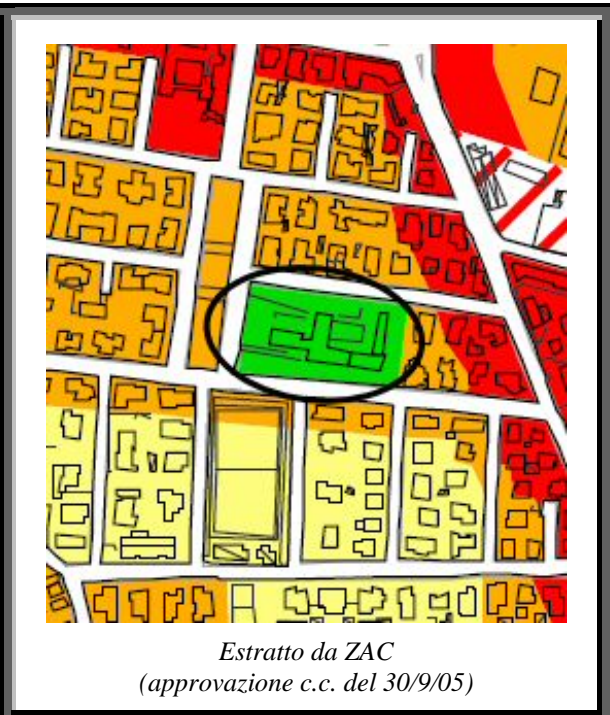 Estratto da ZAC
(approvazione c.c. del 30/9/05)